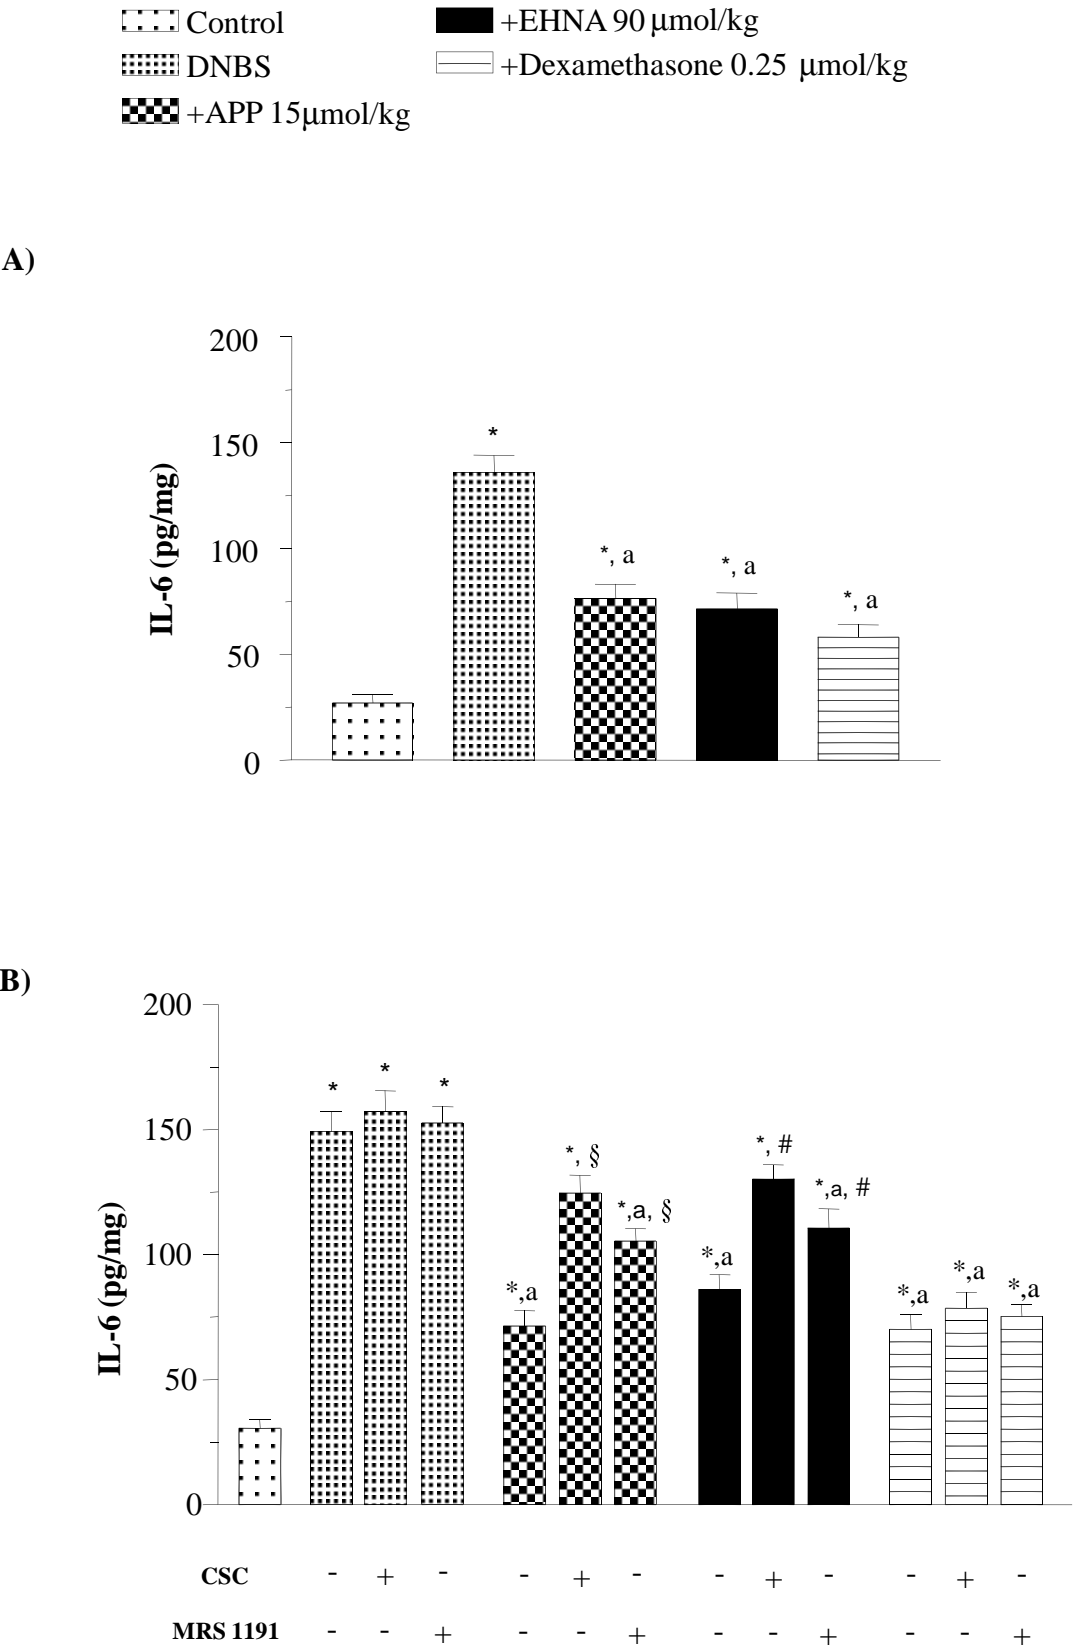 Control
+EHNA 90 μmol/kg
DNBS
+Dexamethasone 0.25 μmol/kg
+APP 15μmol/kg
A)
200
150
100
50
0
IL-6 (pg/mg)
*
*, a
*, a
*, a
B)
200
150
100
50
0
IL-6 (pg/mg)
* * *
*,a *, § *,a, §
*,a *, # *,a, #
*,a *,a *,a
CSC - + - - + - - + - - + -
MRS 1191 - - + - - + - - + - - +